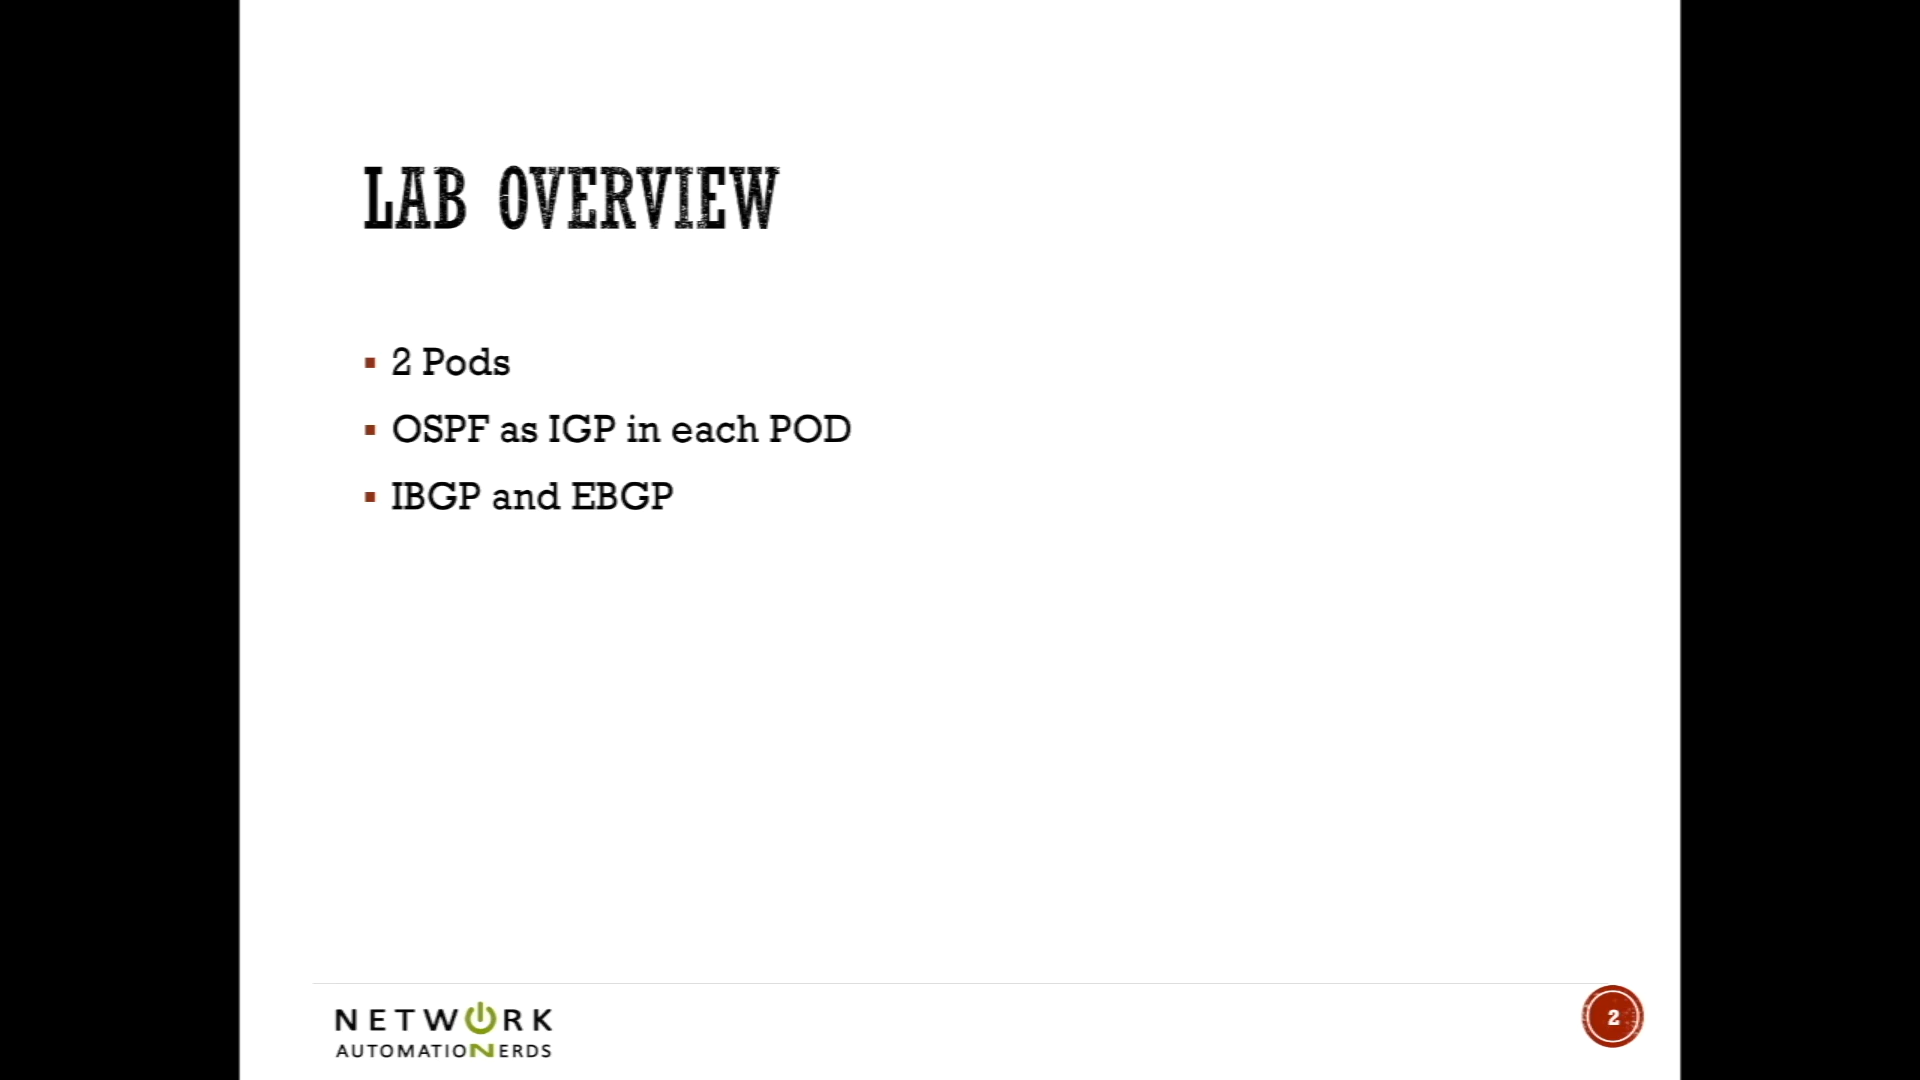 LAB OVERVIEW
2 Pods
OSPF as IGP in each POD
IBGP and EBGP
NETWORK
AUTOMATIONERDS
2